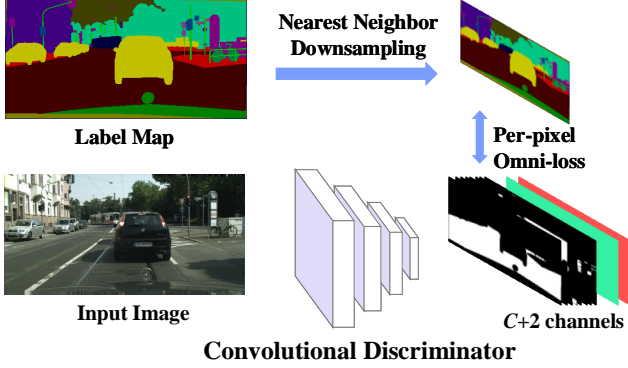 Nearest Neighbor
Downsampling
Label Map
Per-pixel
Omni-loss
Input Image
C+2 channels
Convolutional Discriminator